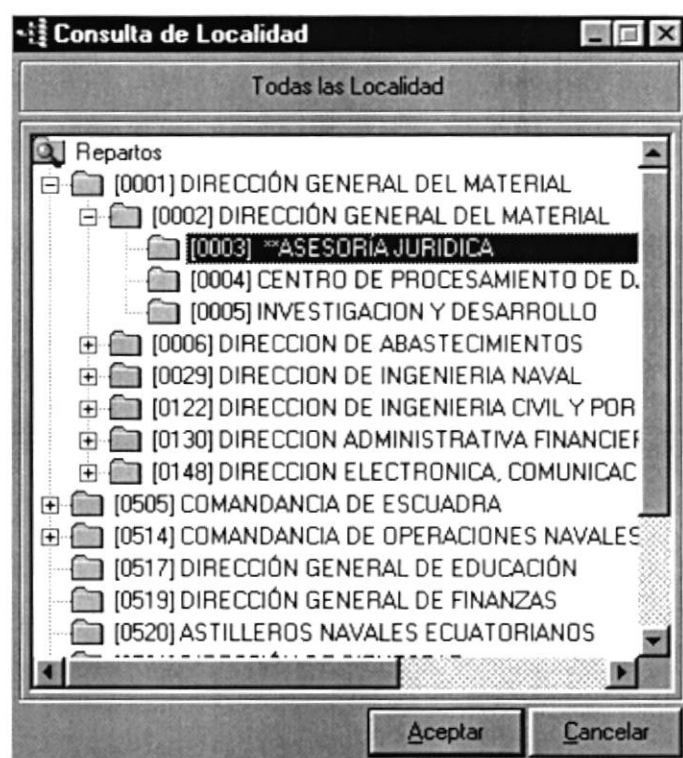 Consulta de Localidad
Todas las Localidad
Repartos
[0001] DIRECCIÓN GENERAL DEL MATERIAL
[0002] DIRECCIÓN GENERAL DEL MATERIAL
[0003] **ASESORÍA JURIDICA
[0004] CENTRO DE PROCESAMIENTO DE D.
[0005] INVESTIGACION Y DESARROLLO
[0006] DIRECCION DE ABASTECIMIENTOS
[0029] DIRECCION DE INGENIERIA NAVAL
[0122] DIRECCION DE INGENIERIA CIVIL Y POR
[0130] DIRECCION ADMINISTRATIVA FINANCIER
[0148] DIRECCION ELECTRONICA, COMUNICAC
[0505] COMANDANCIA DE ESCUADRA
[0514] COMANDANCIA DE OPERACIONES NAVALES
[0517] DIRECCIÓN GENERAL DE EDUCACIÓN
[0519] DIRECCIÓN GENERAL DE FINANZAS
[0520] ASTILLEROS NAVALES ECUATORIANOS
Aceptar Cancelar